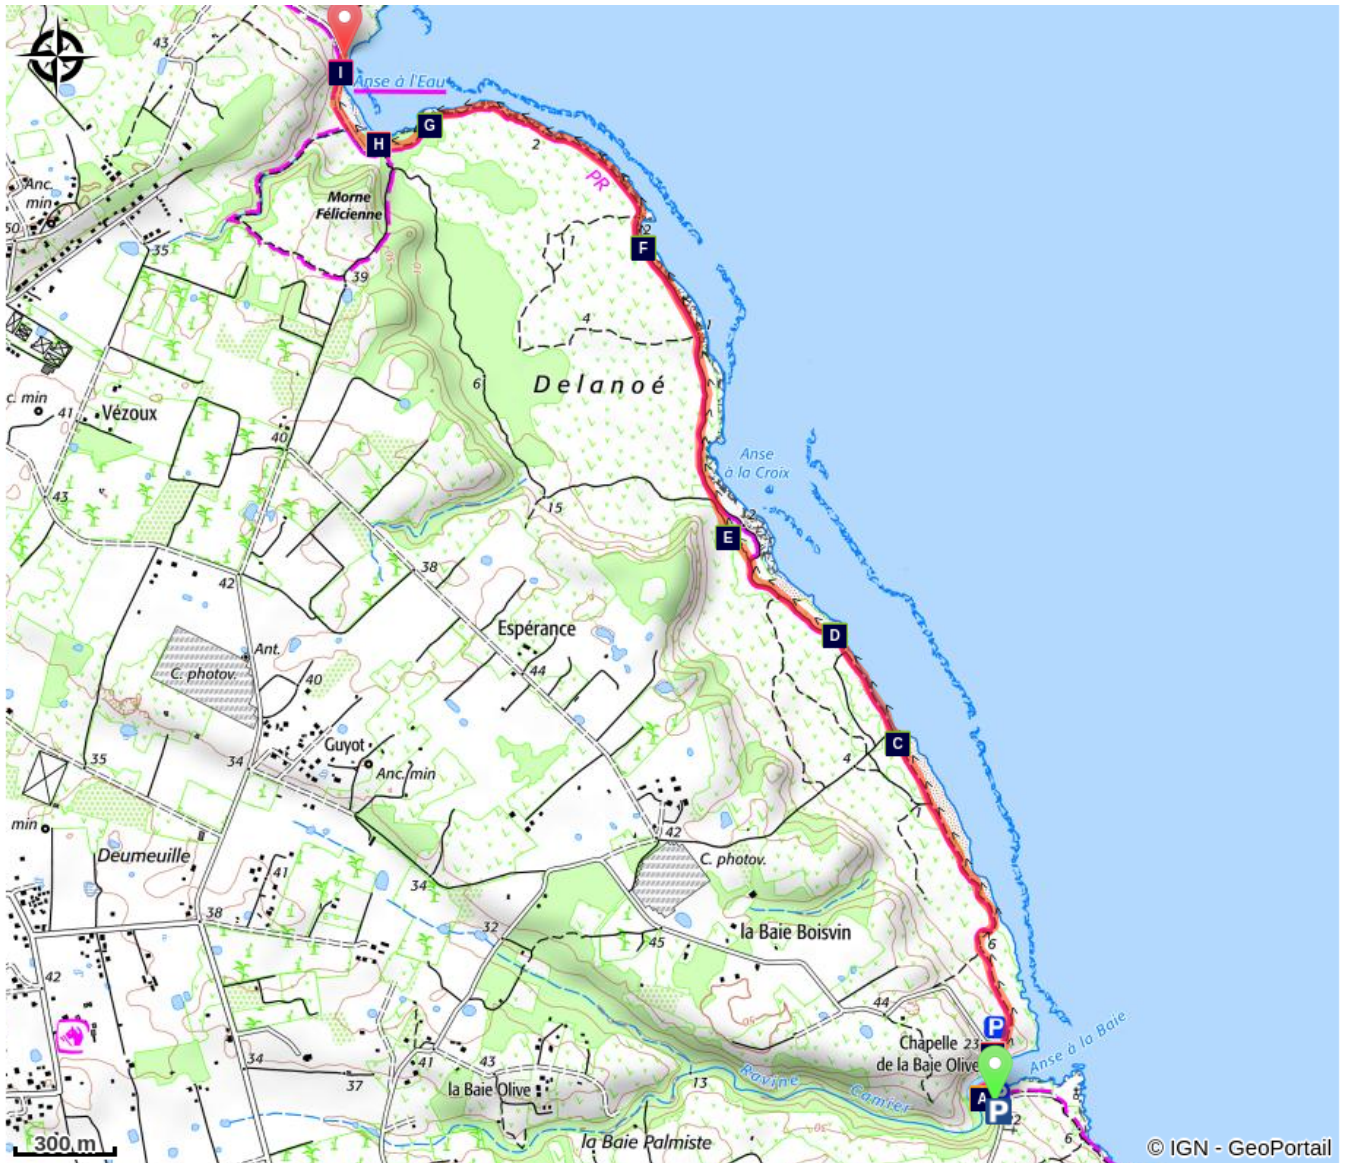 43
I
Anse à l'Eau
G
H
2
PR
Anc.
min
Morne
Félicienne
50
35
F
39
1
4
1
6
Delanoé
c. min
41
Vézoux
40
Anse
à la Croix
43
15
12
E
38
42
Espérance
D
Ant.
44
C. photov.
40
Guyot
C
35
34
Anc. min
4
1
min
42
Deumeuille
C. photov.
41
34
38
32
la Baie Boisvin
45
6
42
44
P
Chapelle 23
de la Baie Olive
Anse à la Baie
34
41
43
37
la Baie Olive
13
Ravine
Camier
A
P
6
la Baie Palmiste
300 m
© IGN - GeoPortail